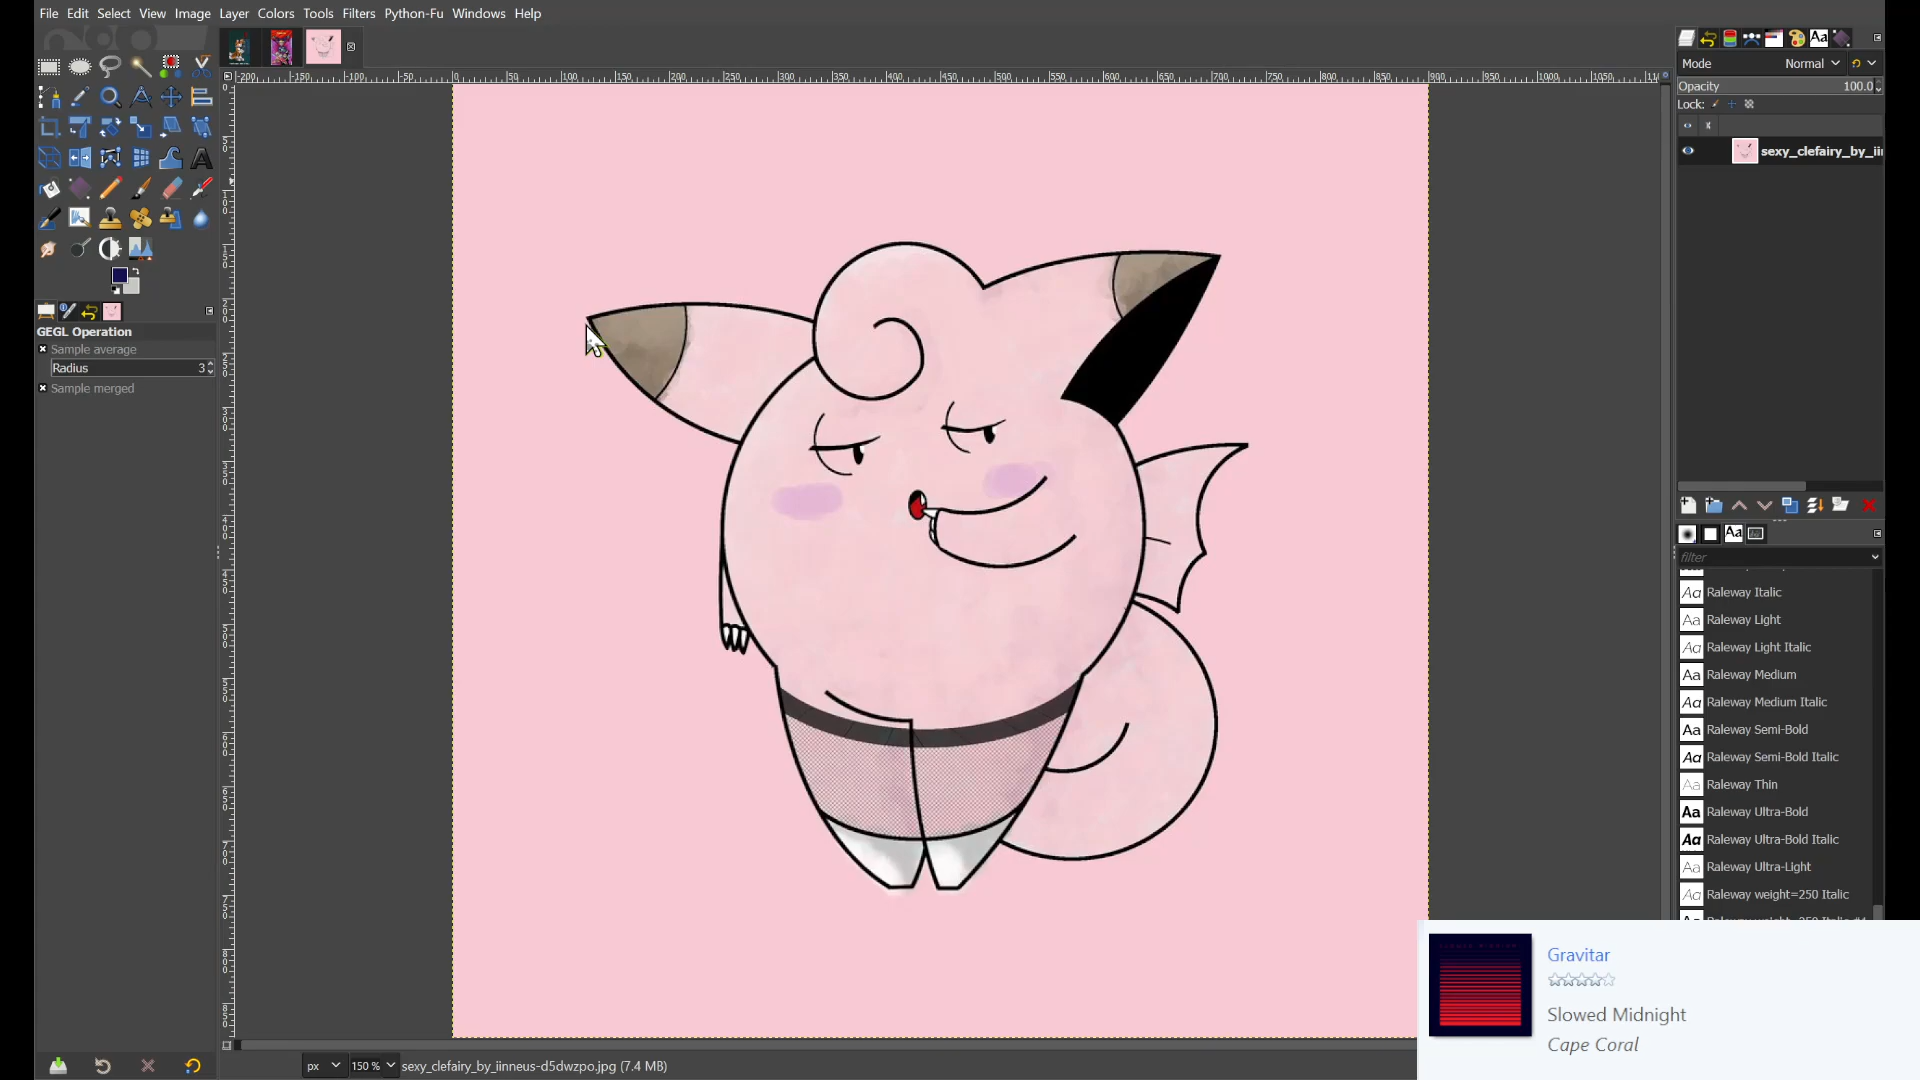 File Edit Select View Image Layer Colors Tools Filters Python-Fu Windows Help
Mode Normal
Opacity 100.0
Lock:
sexy_clefairy_by_ii
GEGL Operation
Sample average
Radius 3
Sample merged
filter
Raleway Italic
Raleway Light
Raleway Light Italic
Raleway Medium
Raleway Medium Italic
Raleway Semi-Bold
Raleway Semi-Bold Italic
Raleway Thin
Raleway Ultra-Bold
Raleway Ultra-Bold Italic
Raleway Ultra-Light
Raleway weight=250 Italic
Gravitar
Slowed Midnight
Cape Coral
px 150 % sexy_clefairy_by_iinneus-d5dwzpo.jpg (7.4 MB)